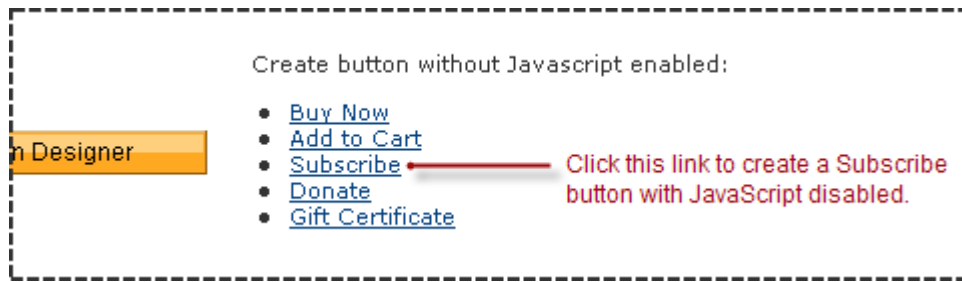 Create button without Javascript enabled:
Buy Now
Add to Cart
n Designer
Subscribe
Click this link to create a Subscribe
button with JavaScript disabled.
Donate
Gift Certificate